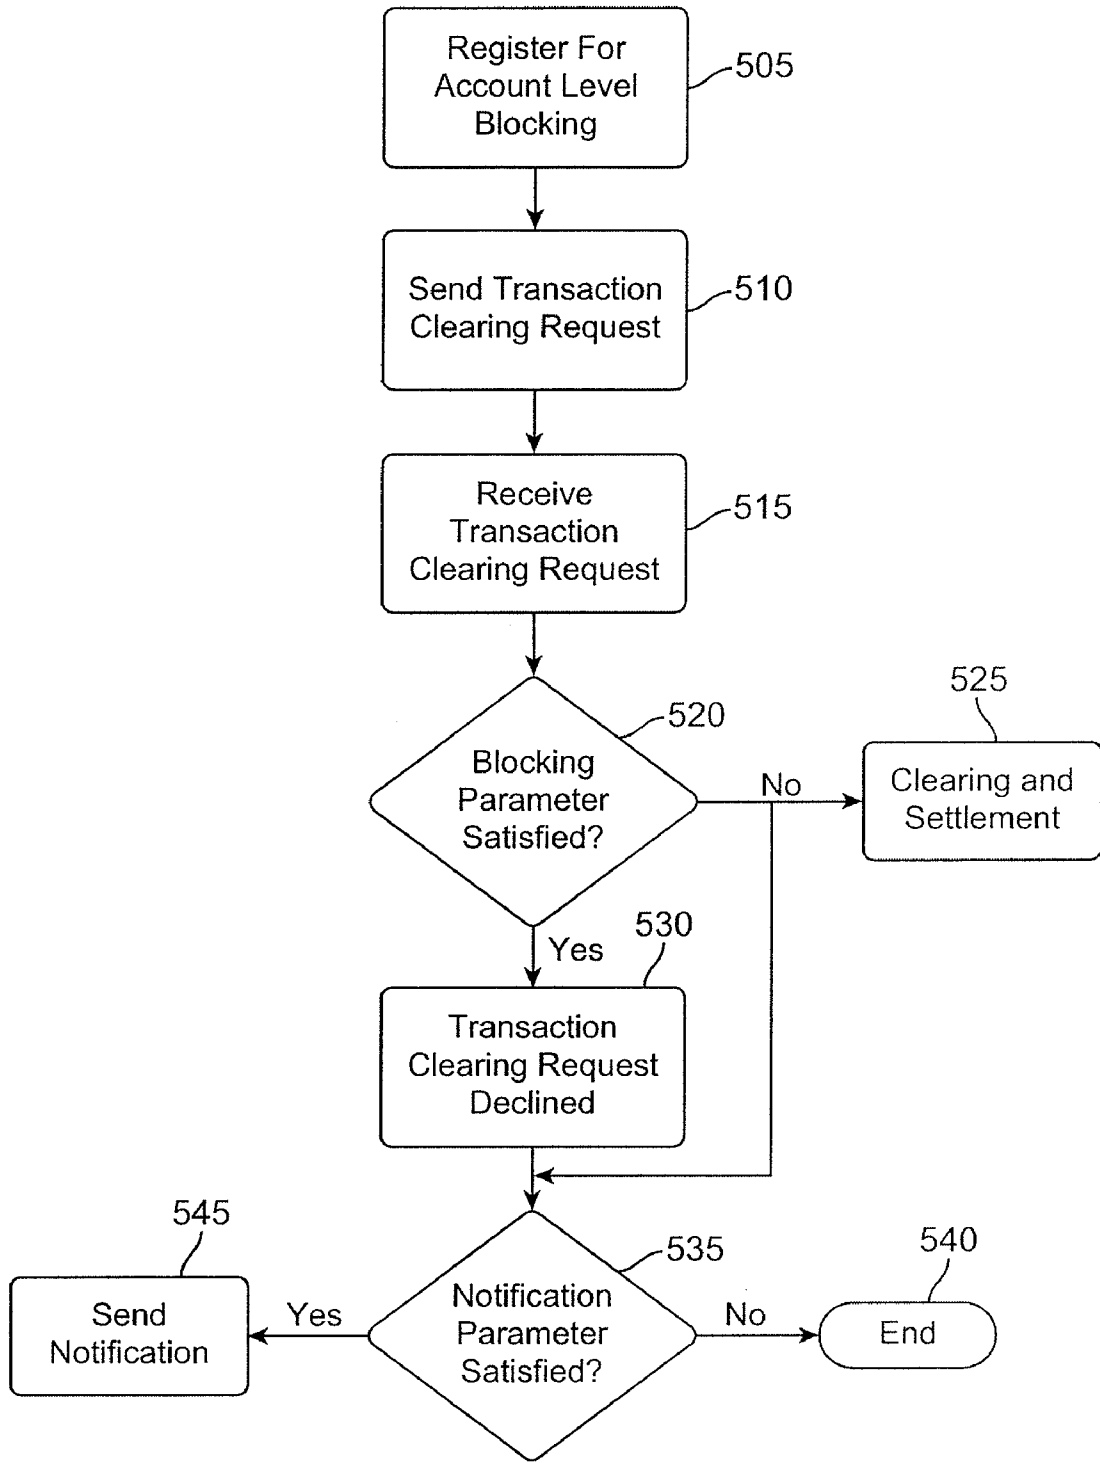 Register For
Account Level
Blocking
505
Send Transaction
Clearing Request
510
Receive
Transaction
Clearing Request
515
Blocking
Parameter
Satisfied?
520
No
525
Clearing and
Settlement
Yes
530
Transaction
Clearing Request
Declined
545
Send
Notification
Yes
Notification
Parameter
Satisfied?
535
No
540
End